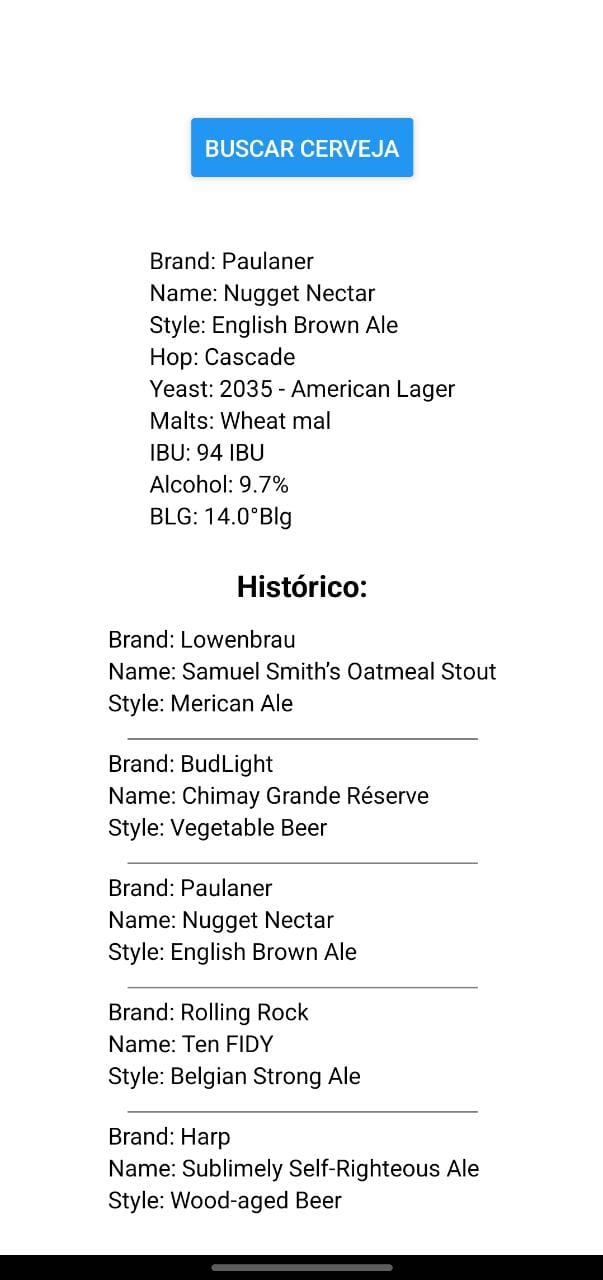 BUSCAR CERVEJA
Brand: Paulaner
Name: Nugget Nectar
Style: English Brown Ale
Hop: Cascade
Yeast: 2035 - American Lager
Malts: Wheat mal
IBU: 94 IBU
Alcohol: 9.7%
BLG: 14.0°Blg
Histórico:
Brand: Lowenbrau
Name: Samuel Smith’s Oatmeal Stout
Style: Merican Ale
Brand: BudLight
Name: Chimay Grande Réserve
Style: Vegetable Beer
Brand: Paulaner
Name: Nugget Nectar
Style: English Brown Ale
Brand: Rolling Rock
Name: Ten FIDY
Style: Belgian Strong Ale
Brand: Harp
Name: Sublimely Self-Righteous Ale
Style: Wood-aged Beer